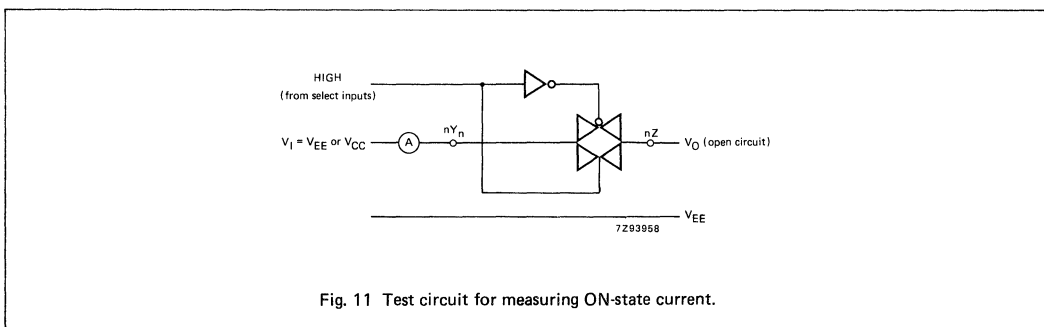 HIGH
(from select inputs)
V_I = V_EE or V_CC
A
nY_n
nZ
V_O (open circuit)
V_EE
7Z93958
Fig. 11 Test circuit for measuring ON-state current.